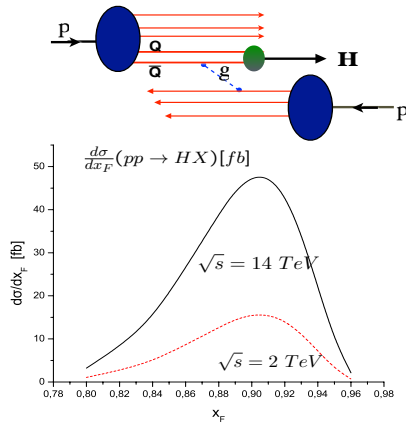 p
Q
Q̅
g
H
p
dσ/dx_F (pp → HX)[fb]
dσ/dx_F [fb]
50
40
30
20
10
0
√s = 14 TeV
√s = 2 TeV
0,78 0,80 0,82 0,84 0,86 0,88 0,90 0,92 0,94 0,96 0,98
x_F